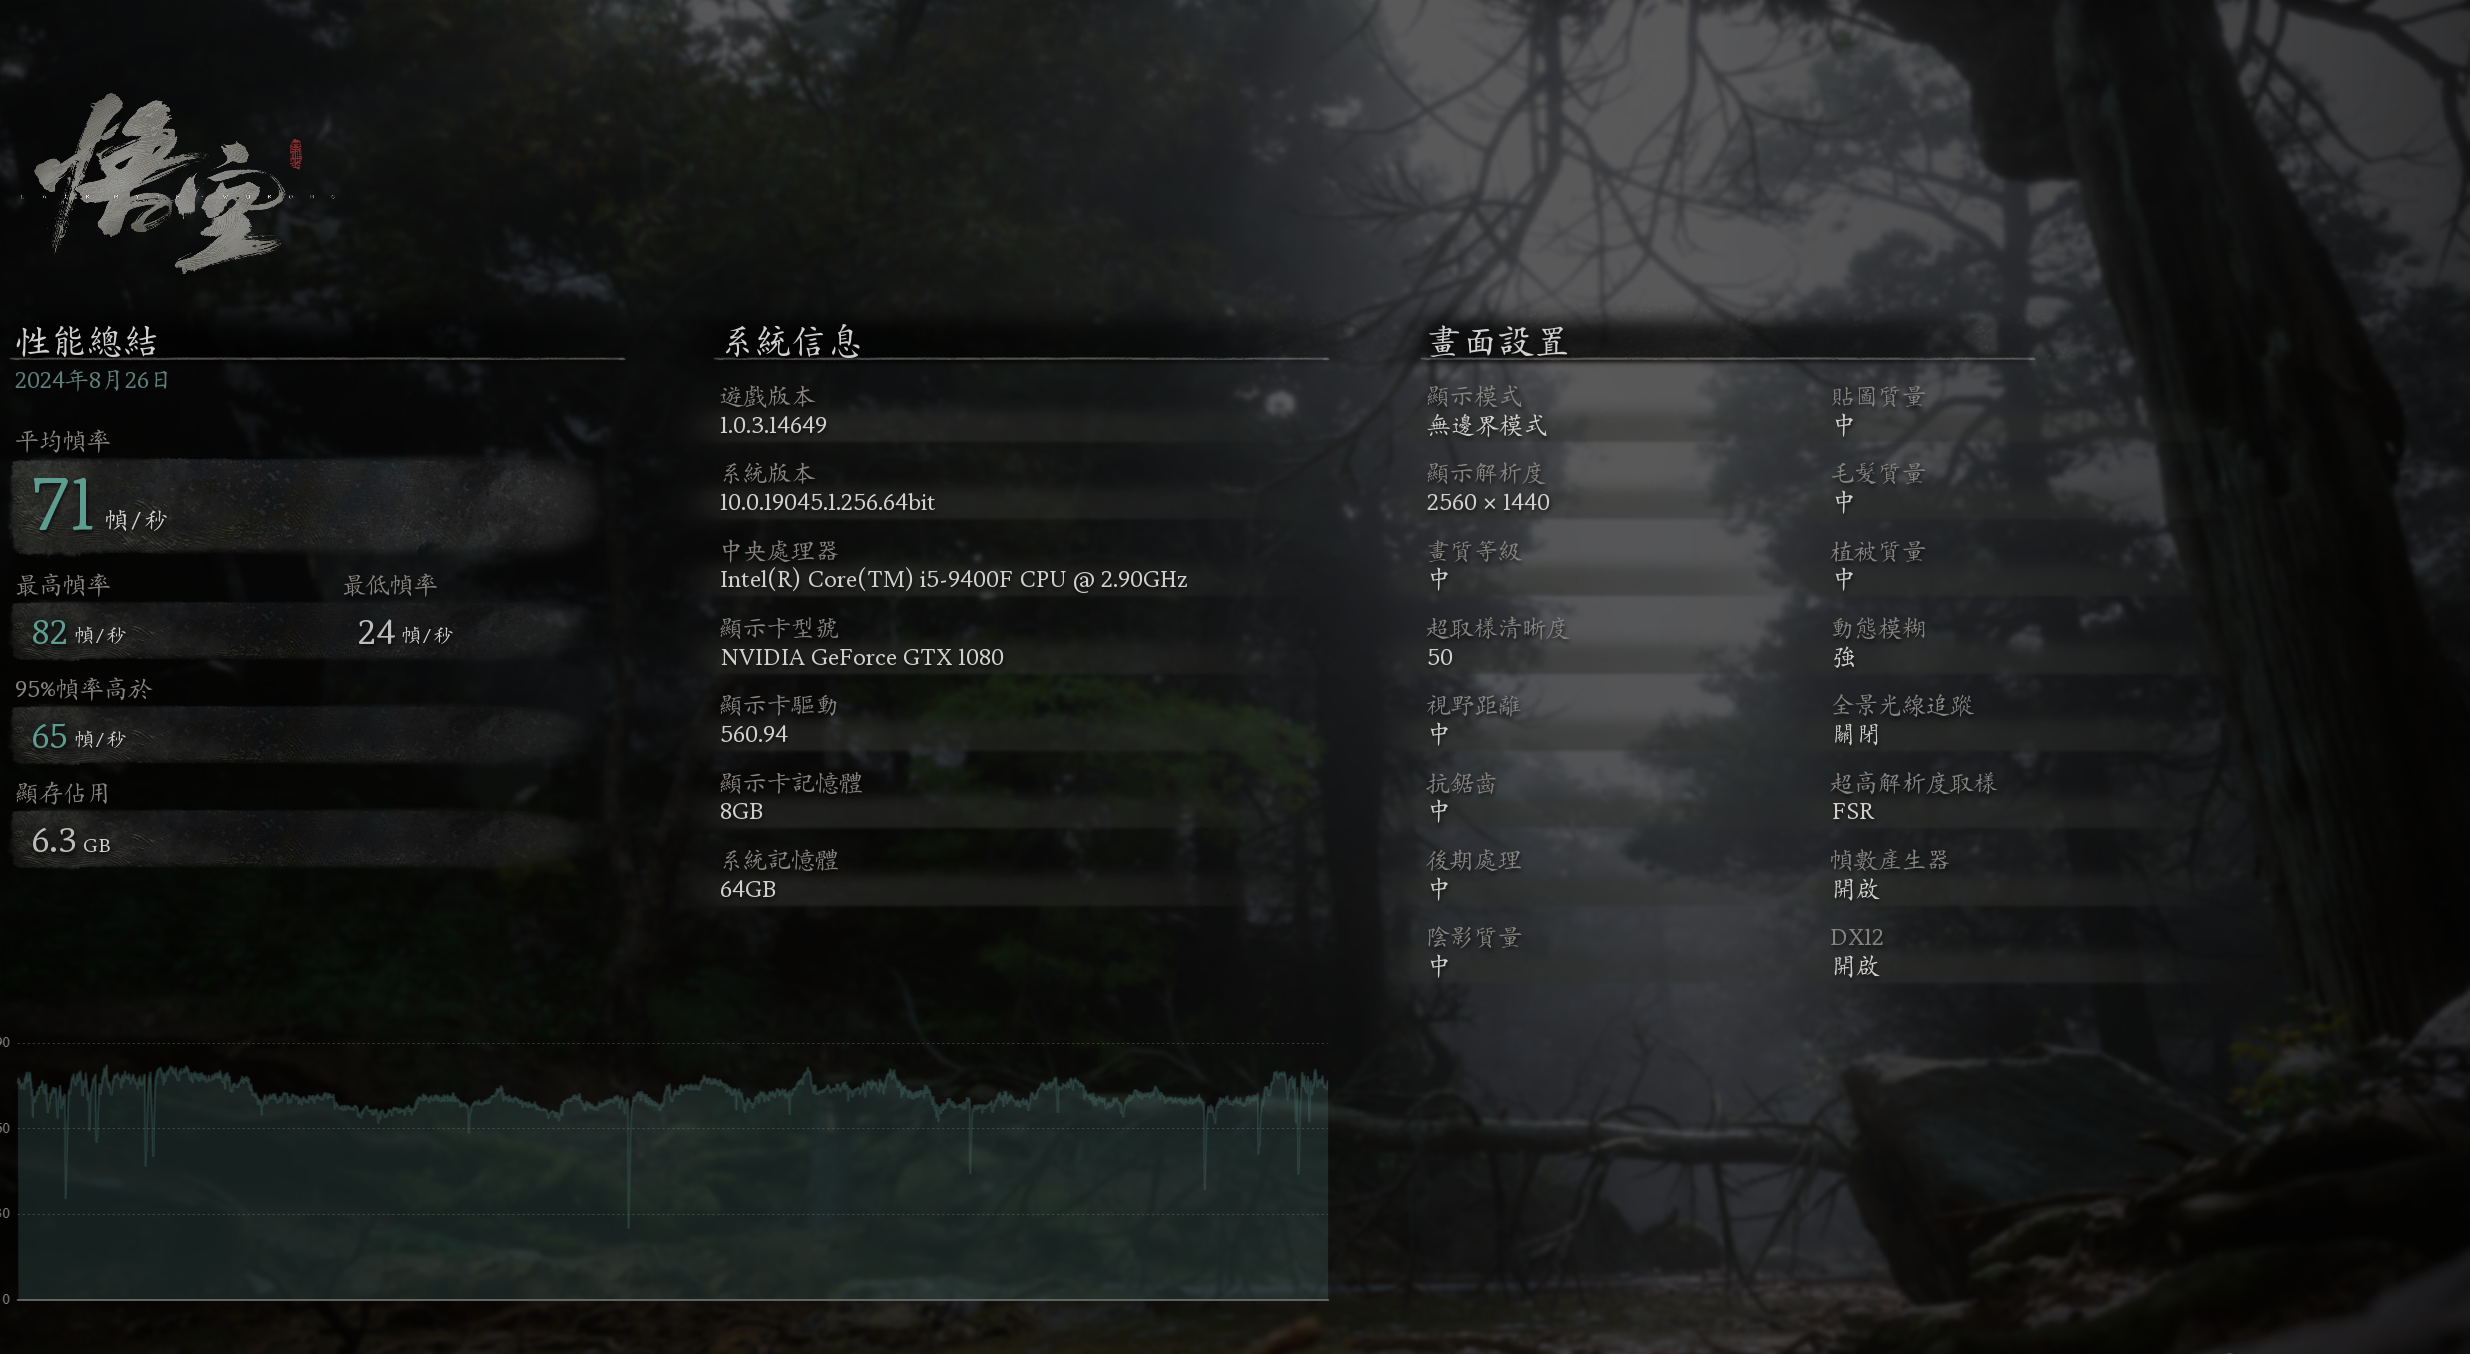 悟空
性能總結
2024年8月26日
平均幀率
71 幀/秒
最高幀率 最低幀率
82 幀/秒 24 幀/秒
95%幀率高於
65 幀/秒
顯存佔用
6.3 GB
系統信息
遊戲版本
1.0.3.14649
系統版本
10.0.19045.1.256.64bit
中央處理器
Intel(R) Core(TM) i5-9400F CPU @ 2.90GHz
顯示卡型號
NVIDIA GeForce GTX 1080
顯示卡驅動
560.94
顯示卡記憶體
8GB
系統記憶體
64GB
畫面設置
顯示模式 貼圖質量
無邊界模式 中
顯示解析度 毛髮質量
2560 × 1440 中
畫質等級 植被質量
中 中
超取樣清晰度 動態模糊
50 強
視野距離 全景光線追蹤
中 關閉
抗鋸齒 超高解析度取樣
中 FSR
後期處理 幀數產生器
中 開啟
陰影質量 DX12
中 開啟
90
60
30
0